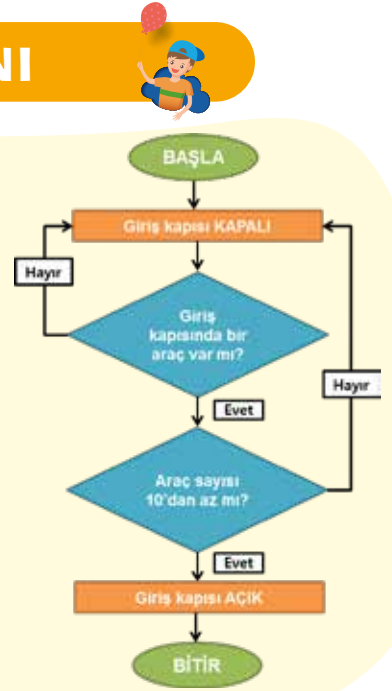 NI
BAŞLA
Giriş kapısı KAPALI
Hayır
Giriş
kapısında bir
araç var mı?
Evet
Hayır
Araç sayısı
10'dan az mı?
Evet
Giriş kapısı AÇIK
BİTİR